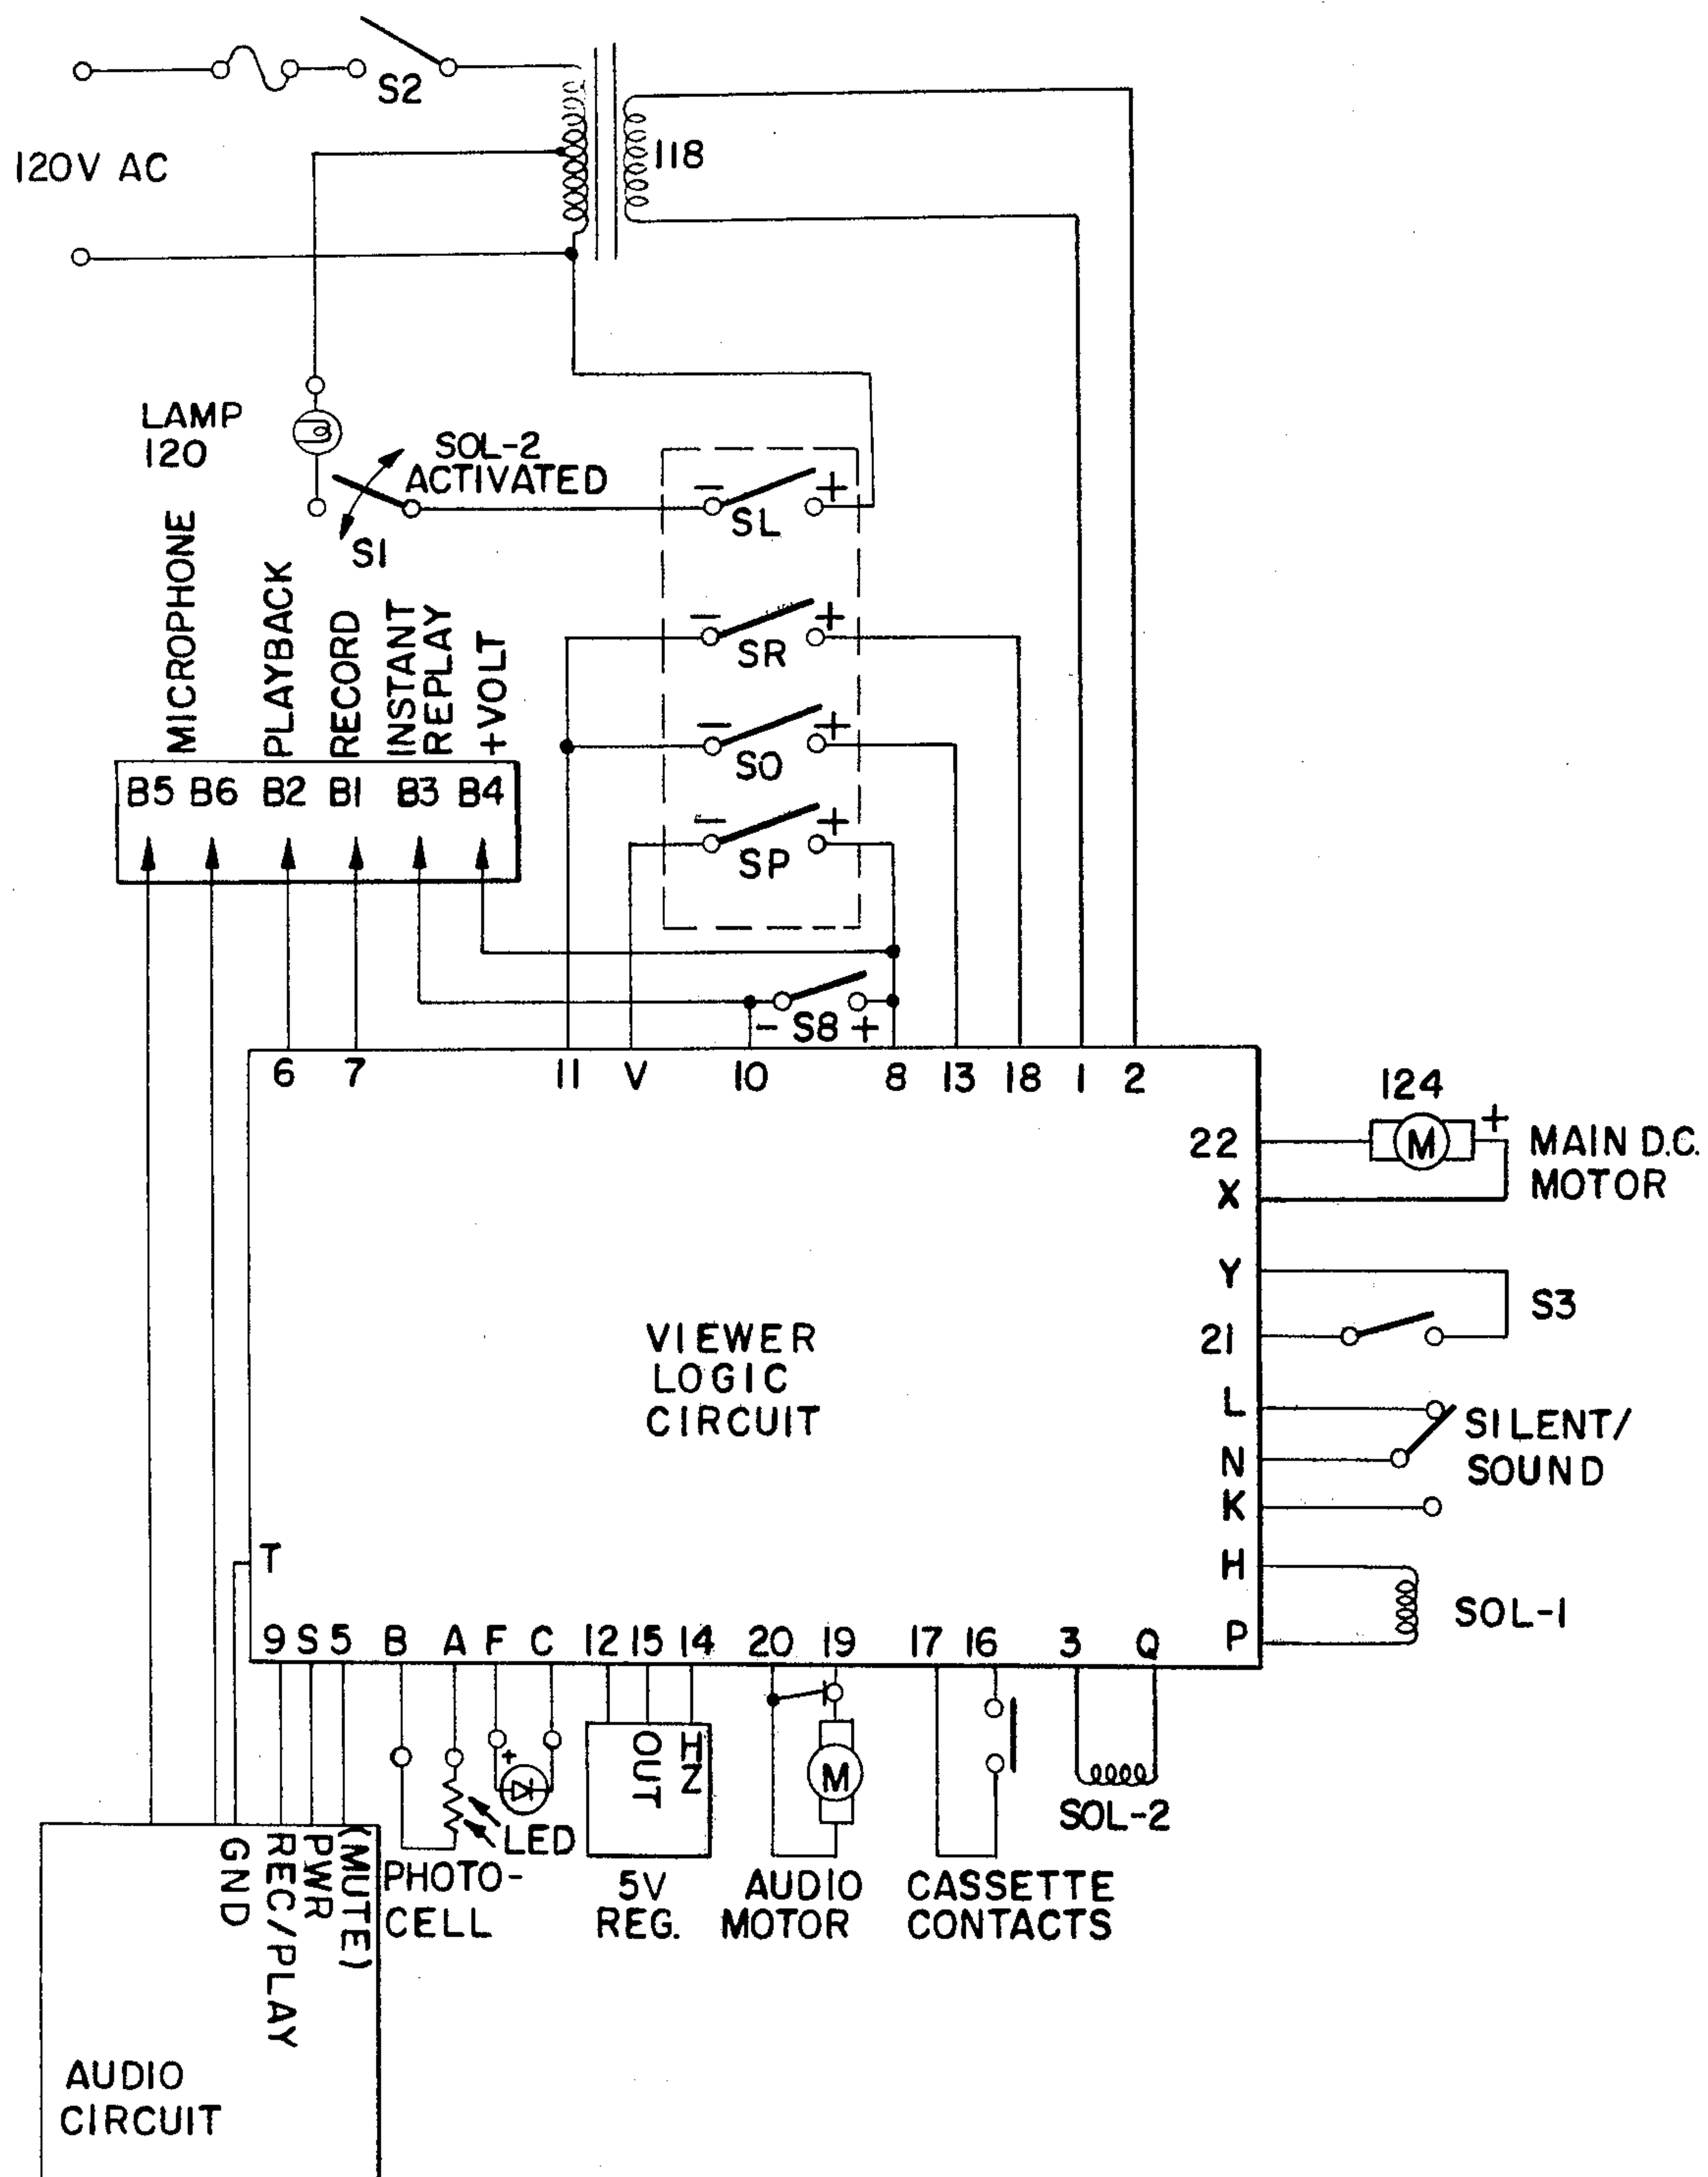 S2
118
120V AC
LAMP
120
SOL-2
ACTIVATED
S1
- SL +
- SR +
- SO +
- SP +
MICROPHONE
PLAYBACK
RECORD
INSTANT
REPLAY
+VOLT
B5 B6 B2 B1 B3 B4
- S8 +
6 7 11 V 10 8 13 18 1 2
124
22 M + MAIN D.C.
X MOTOR
Y
S3
21
VIEWER
LOGIC
CIRCUIT
L SILENT/
N SOUND
K
T
H
SOL-1
P
9 S 5 B A F C 12 15 14 20 19 17 16 3 Q
+
OUT
HZ
M
SOL-2
LED
GND
REC/PLAY
PWR
(MUTE)
PHOTO-
CELL
5V
REG.
AUDIO
MOTOR
CASSETTE
CONTACTS
AUDIO
CIRCUIT